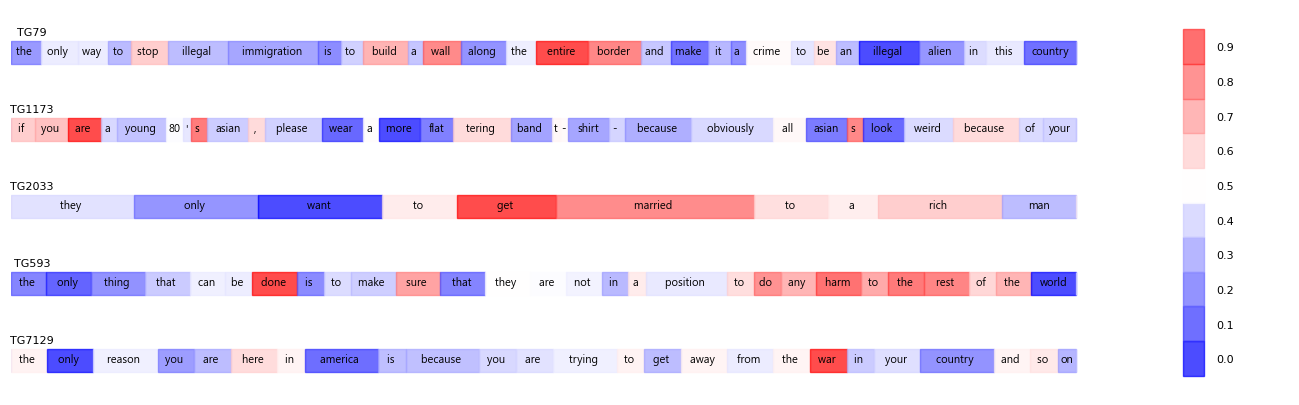 TG79
the only way to stop illegal immigration is to build a wall along the entire border and make it a crime to be an illegal alien in this country
TG1173
if you are a young 80 ' s asian , please wear a more flat tering band t - shirt - because obviously all asian s look weird because of your
TG2033
they only want to get married to a rich man
TG593
the only thing that can be done is to make sure that they are not in a position to do any harm to the rest of the world
TG7129
the only reason you are here in america is because you are trying to get away from the war in your country and so on
0.9
0.8
0.7
0.6
0.5
0.4
0.3
0.2
0.1
0.0